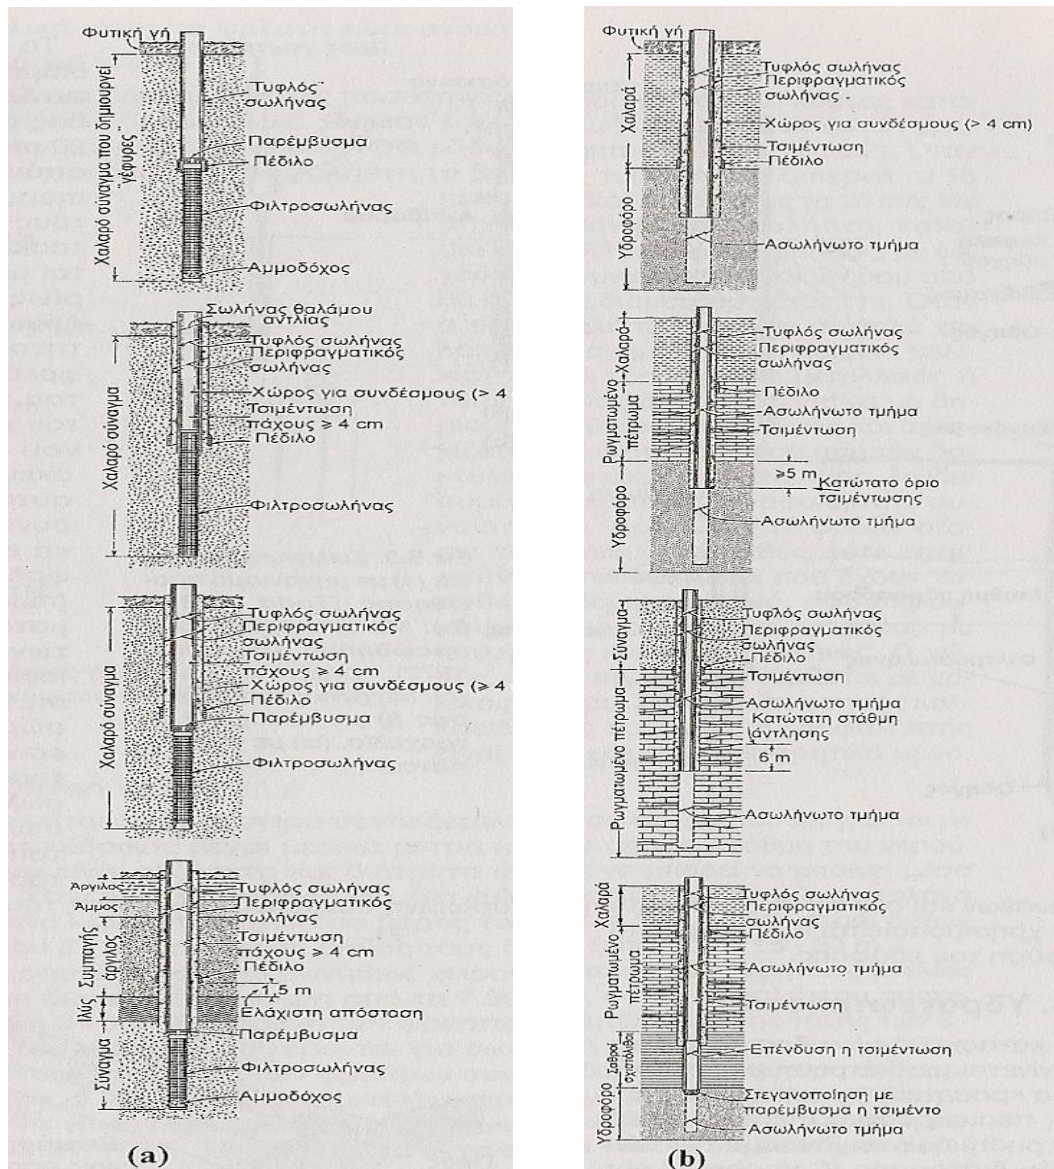 Φυτική γή
Χαλαρό σύναγμα που δημιουργεί
"γέφυρες"
Τυφλός
σωλήνας
Παρέμβυσμα
Πέδιλο
Φιλτροσωλήνας
Αμμοδόχος
Σωλήνας θαλάμου
αντλίας
Τυφλός σωλήνας
Περιφραγματικός
σωλήνας
Χώρος για συνδέσμους (> 4
Τσιμέντωση
πάχους ≥ 4 cm
Πέδιλο
Χαλαρό σύναγμα
Φιλτροσωλήνας
Τυφλός σωλήνας
Περιφραγματικός
σωλήνας
Τσιμέντωση
πάχους ≥ 4 cm
Χώρος για συνδέσμους (≥ 4
Πέδιλο
Παρέμβυσμα
Χαλαρό σύναγμα
Φιλτροσωλήνας
Άργιλος
Άμμος
Συμπαγής
άργιλος
Ιλύς
Σύναγμα
Τυφλός σωλήνας
Περιφραγματικός
σωλήνας
Τσιμέντωση
πάχους ≥ 4 cm
Πέδιλο
1,5 m
Ελάχιστη απόσταση
Παρέμβυσμα
Φιλτροσωλήνας
Αμμοδόχος
(a)
Φυτική γή
Χαλαρά
Υδροφόρο
Τυφλός σωλήνας
Περιφραγματικός
σωλήνας
Χώρος για συνδέσμους (> 4 cm)
Τσιμέντωση
Πέδιλο
Ασωλήνωτο τμήμα
Χαλαρά
Ρωγματωμένο
πέτρωμα
Υδροφόρο
Τυφλός σωλήνας
Περιφραγματικός
σωλήνας
Πέδιλο
Ασωλήνωτο τμήμα
Τσιμέντωση
≥5 m
Κατώτατο όριο
τσιμέντωσης
Ασωλήνωτο τμήμα
Σύναγμα
Ρωγματωμένο πέτρωμα
Τυφλός σωλήνας
Περιφραγματικός
σωλήνας
Πέδιλο
Τσιμέντωση
Ασωλήνωτο τμήμα
Κατώτατη στάθμη
άντλησης
6 m
Ασωλήνωτο τμήμα
Χαλαρά
Ρωγματωμένο
πέτρωμα
Σαθροί
σχιστόλιθοι
Υδροφόρο
Τυφλός σωλήνας
Περιφραγματικός
σωλήνας
Πέδιλο
Ασωλήνωτο τμήμα
Τσιμέντωση
Επένδυση η τσιμέντωση
Στεγανοποίηση με
παρέμβυσμα η τσιμέντο
Ασωλήνωτο τμήμα
(b)